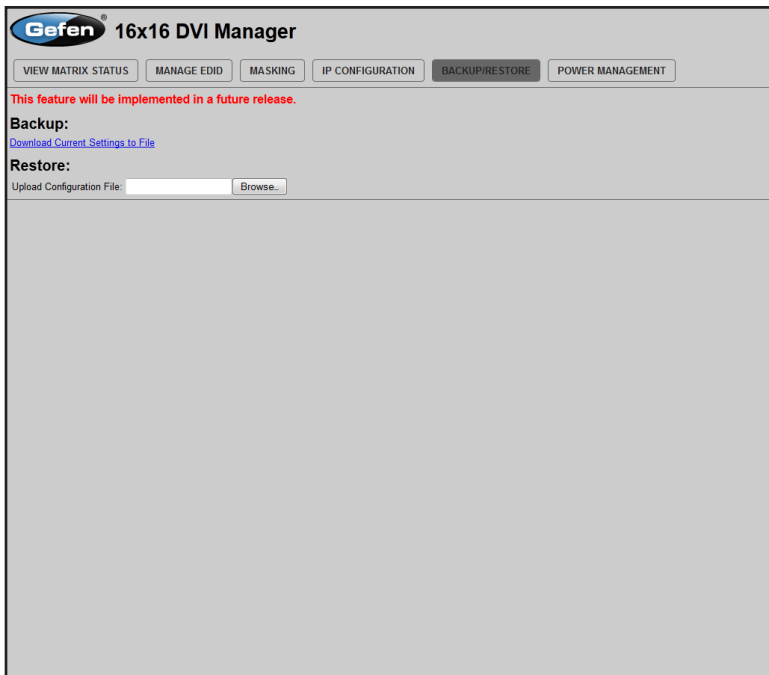 Gefen® 16x16 DVI Manager
VIEW MATRIX STATUS MANAGE EDID MASKING IP CONFIGURATION BACKUP/RESTORE POWER MANAGEMENT
This feature will be implemented in a future release.
Backup:
Download Current Settings to File
Restore:
Upload Configuration File: Browse..